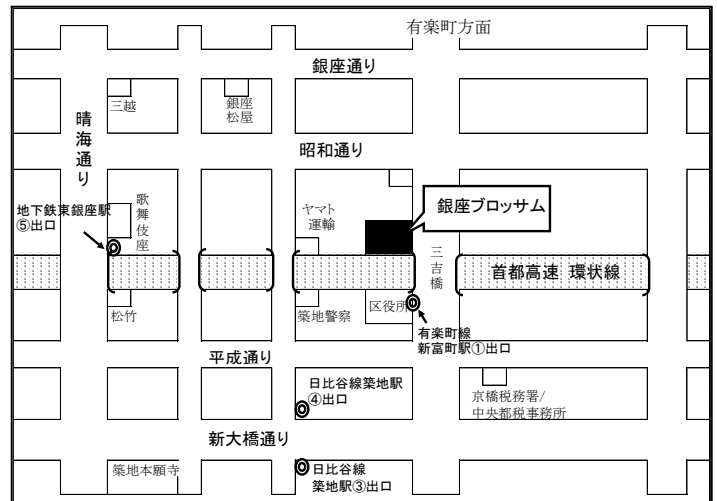 有楽町方面
銀座通り
三越
銀座
松屋
晴海通り
昭和通り
地下鉄東銀座駅
⑤出口
歌舞伎座
ヤマト
運輸
銀座ブロッサム
三吉橋
首都高速 環状線
松竹
築地警察
区役所
有楽町線
新富町駅①出口
平成通り
日比谷線築地駅
④出口
京橋税務署/
中央都税事務所
新大橋通り
築地本願寺
日比谷線
築地駅③出口